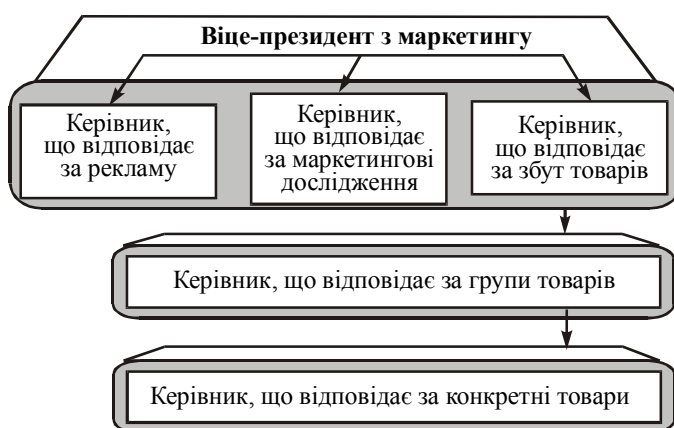 Віце-президент з маркетингу
Керівник,
що відповідає
за рекламу
Керівник,
що відповідає
за маркетингові
дослідження
Керівник,
що відповідає
за збут товарів
Керівник, що відповідає за групи товарів
Керівник, що відповідає за конкретні товари